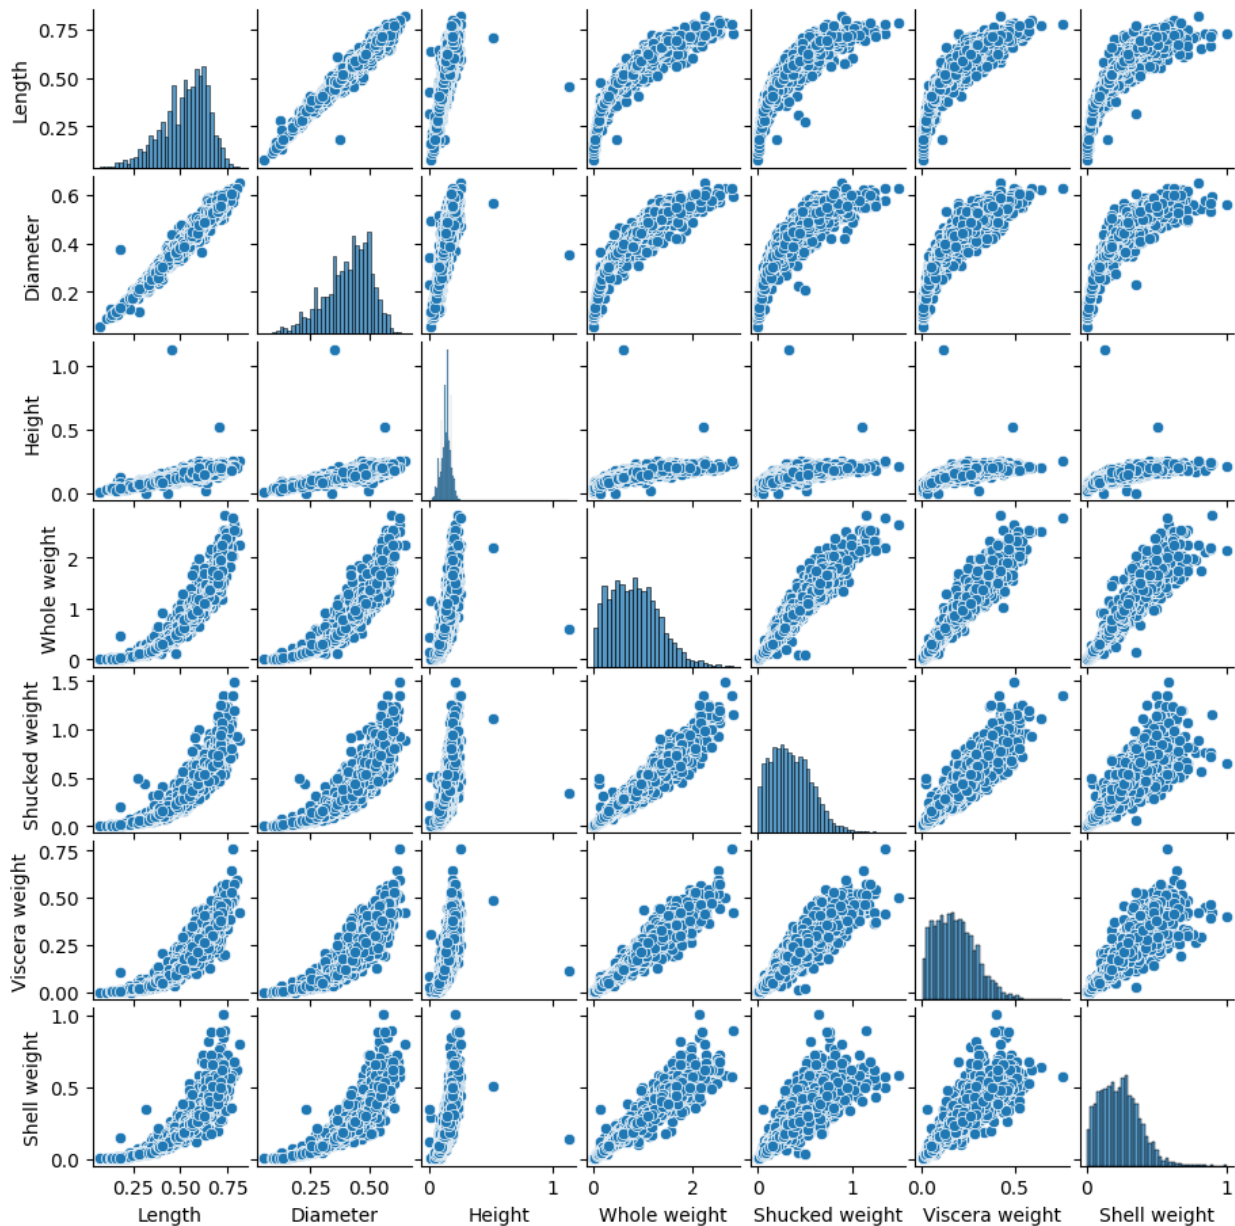 0.75
0.50
0.25
Length
0.6
0.4
0.2
Diameter
1.0
0.5
0.0
Height
2
1
0
Whole weight
1.5
1.0
0.5
0.0
Shucked weight
0.75
0.50
0.25
0.00
Viscera weight
1.0
0.5
0.0
Shell weight
0.25 0.50 0.75 0.25 0.50 0 1 0 2 0 1 0.0 0.5 0 1
Length Diameter Height Whole weight Shucked weight Viscera weight Shell weight